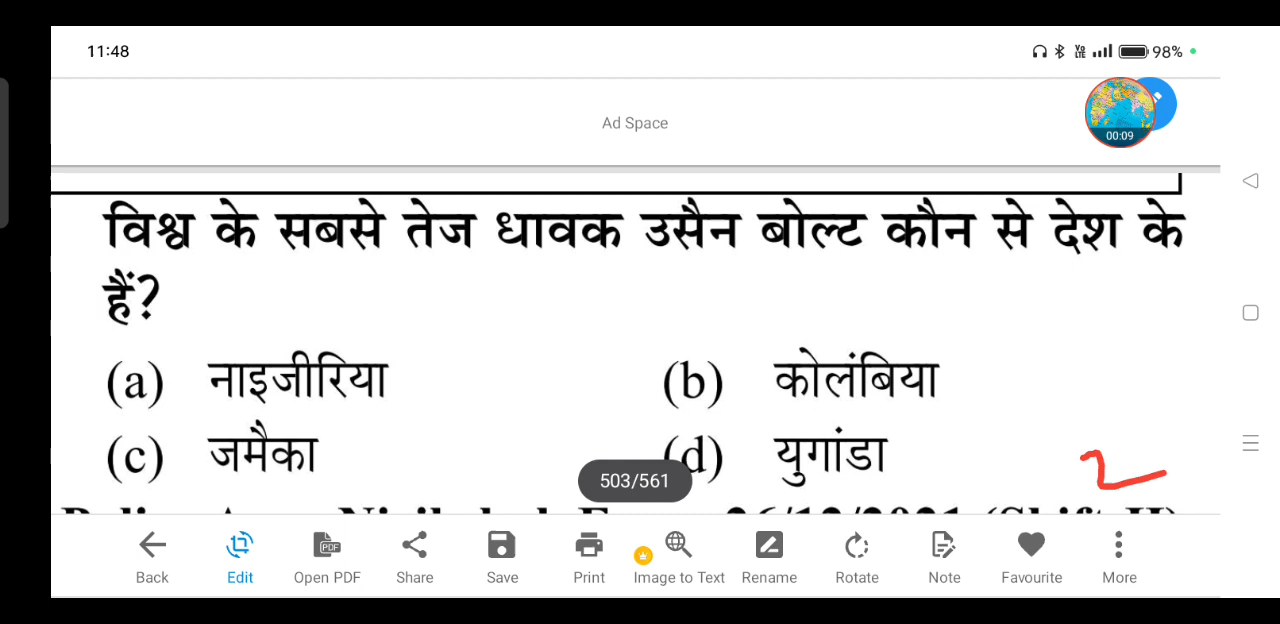 11:48
98%
Ad Space
00:09
विश्व के सबसे तेज धावक उसैन बोल्ट कौन से देश के
हैं?
(a) नाइजीरिया (b) कोलंबिया
(c) जमैका (d) युगांडा
2
503/561
Back Edit Open PDF Share Save Print Image to Text Rename Rotate Note Favourite More